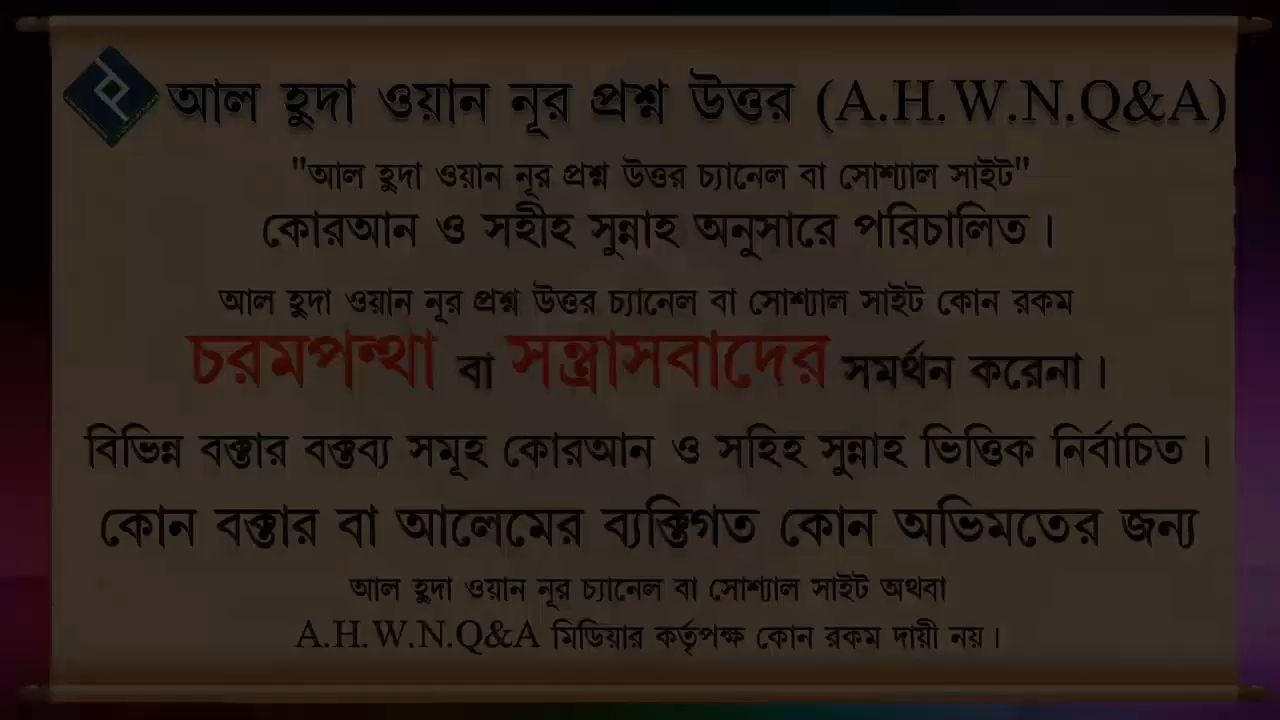 আল হুদা ওয়ান নূর প্রশ্ন উত্তর (A.H.W.N.Q&A)
"আল হুদা ওয়ান নূর প্রশ্ন উত্তর চ্যানেল বা সোশ্যাল সাইট"
কোরআন ও সহীহ সুন্নাহ অনুসারে পরিচালিত।
আল হুদা ওয়ান নূর প্রশ্ন উত্তর চ্যানেল বা সোশ্যাল সাইট কোন রকম
চরমপন্থা বা সন্ত্রাসবাদের সমর্থন করেনা।
বিভিন্ন বক্তার বক্তব্য সমূহ কোরআন ও সহিহ সুন্নাহ ভিত্তিক নির্বাচিত।
কোন বক্তার বা আলেমের ব্যক্তিগত কোন অভিমতের জন্য
আল হুদা ওয়ান নূর চ্যানেল বা সোশ্যাল সাইট অথবা
A.H.W.N.Q&A মিডিয়ার কর্তৃপক্ষ কোন রকম দায়ী নয়।